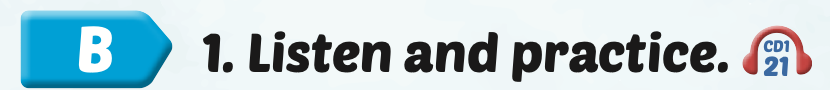 B 1. Listen and practice. CD1
21